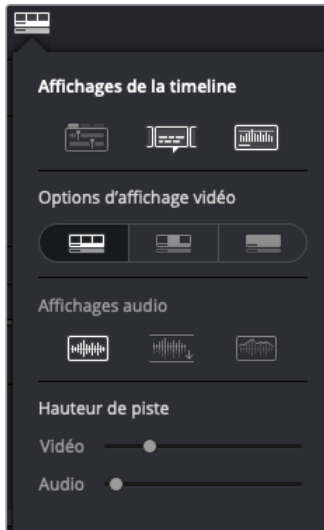 Affichages de la timeline
Options d’affichage vidéo
Affichages audio
Hauteur de piste
Vidéo
Audio